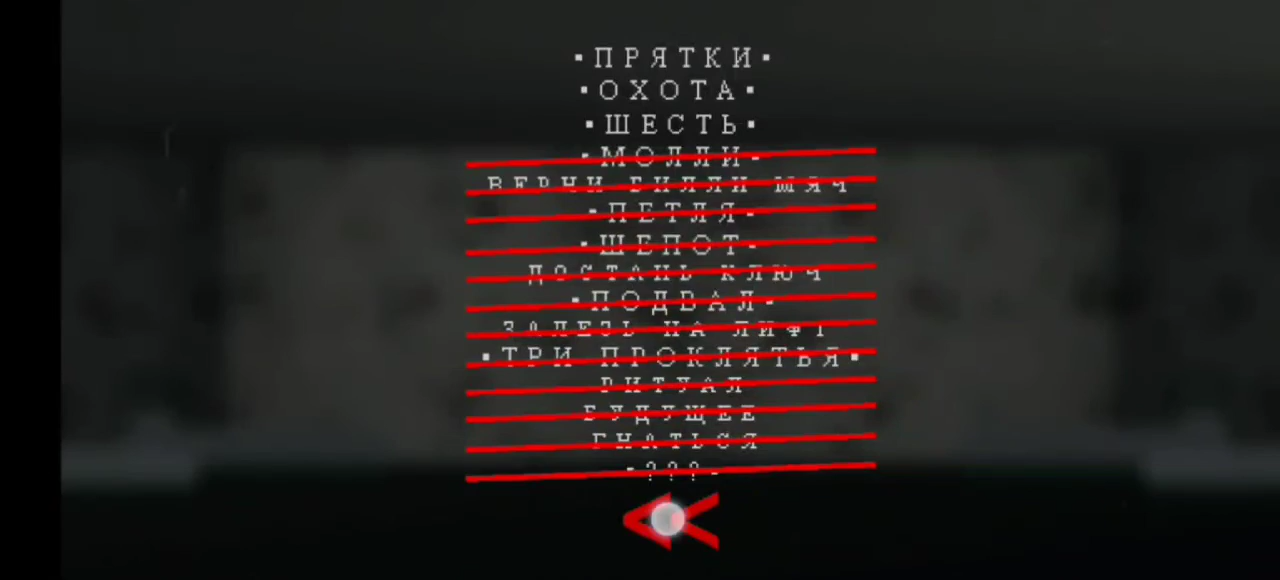 ▪ПРЯТКИ▪
▪ОХОТА▪
▪ШЕСТЬ▪
▪МОЛЛИ▪
ВЕРНИ БИЛЛИ МЯЧ
▪ПЕТЛЯ▪
▪ШЕПОТ▪
ДОСТАНЬ КЛЮЧ
▪ПОДВАЛ▪
ЗАЛЕЗЬ НА ЛИФТ
▪ТРИ ПРОКЛЯТЬЯ▪
РИТУАЛ
БУДУЩЕЕ
ГНАТЬСЯ
▪???▪